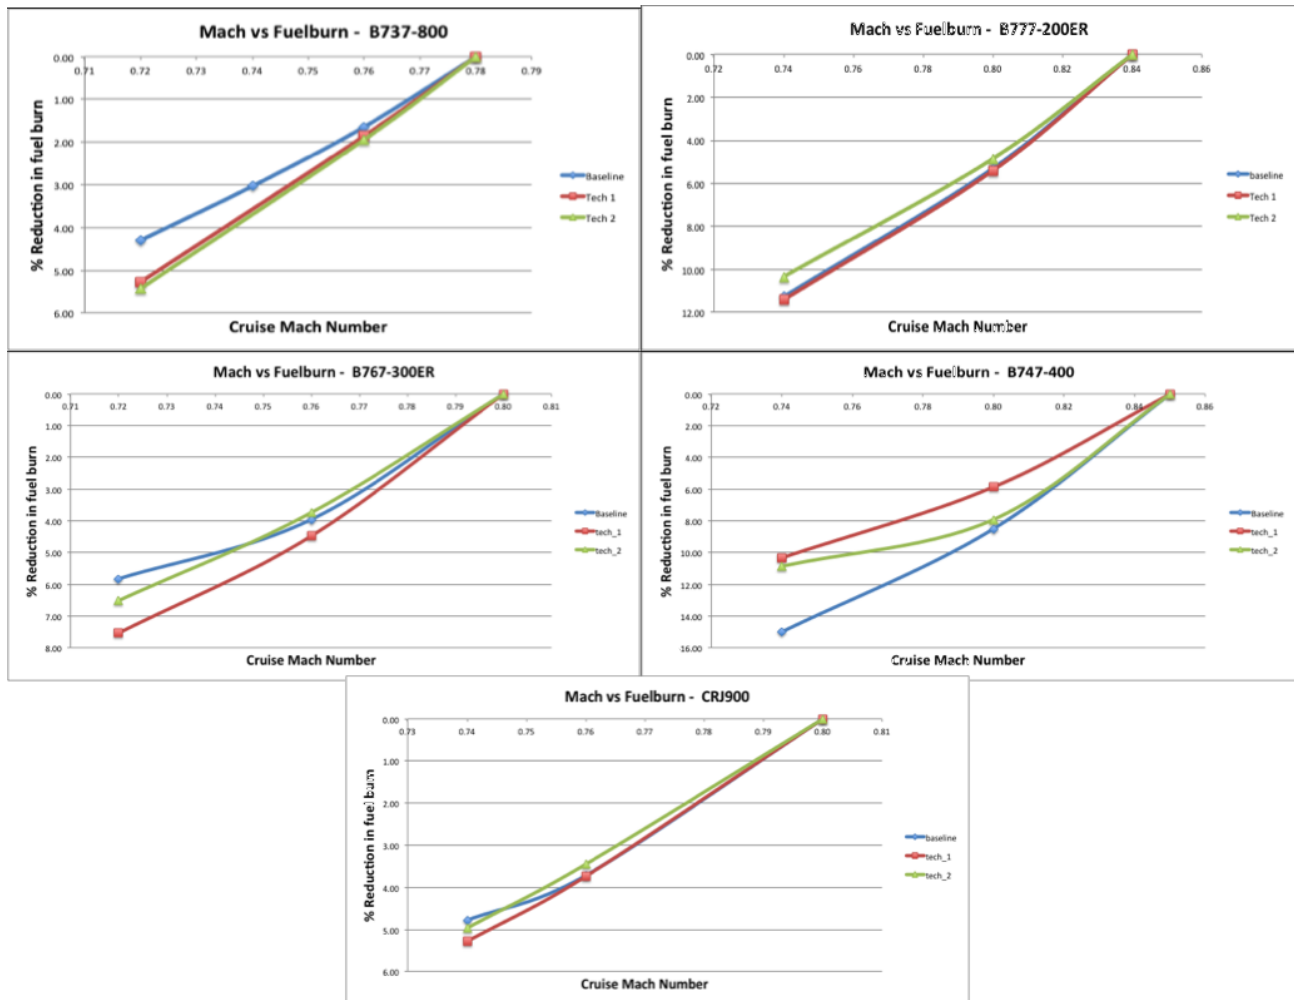 Mach vs Fuelburn - B737-800
0.00
0.71 0.72 0.73 0.74 0.75 0.76 0.77 0.78 0.79
1.00
2.00
3.00
4.00
5.00
6.00
% Reduction in fuel burn
Cruise Mach Number
Baseline
Tech 1
Tech 2
Mach vs Fuelburn - B777-200ER
0.00
0.72 0.74 0.76 0.78 0.80 0.82 0.84 0.86
2.00
4.00
6.00
8.00
10.00
12.00
% Reduction in fuel burn
Cruise Mach Number
baseline
Tech 1
Tech 2
Mach vs Fuelburn - B767-300ER
0.00
0.71 0.72 0.73 0.74 0.75 0.76 0.77 0.78 0.79 0.80 0.81
1.00
2.00
3.00
4.00
5.00
6.00
7.00
8.00
% Reduction in fuel burn
Cruise Mach Number
Baseline
tech_1
tech_2
Mach vs Fuelburn - B747-400
0.00
0.72 0.74 0.76 0.78 0.80 0.82 0.84 0.86
2.00
4.00
6.00
8.00
10.00
12.00
14.00
16.00
% Reduction in fuel burn
Cruise Mach Number
Baseline
tech_1
tech_2
Mach vs Fuelburn - CRJ900
0.00
0.73 0.74 0.75 0.76 0.77 0.78 0.79 0.80 0.81
1.00
2.00
3.00
4.00
5.00
6.00
% Reduction in fuel burn
Cruise Mach Number
baseline
tech_1
tech_2